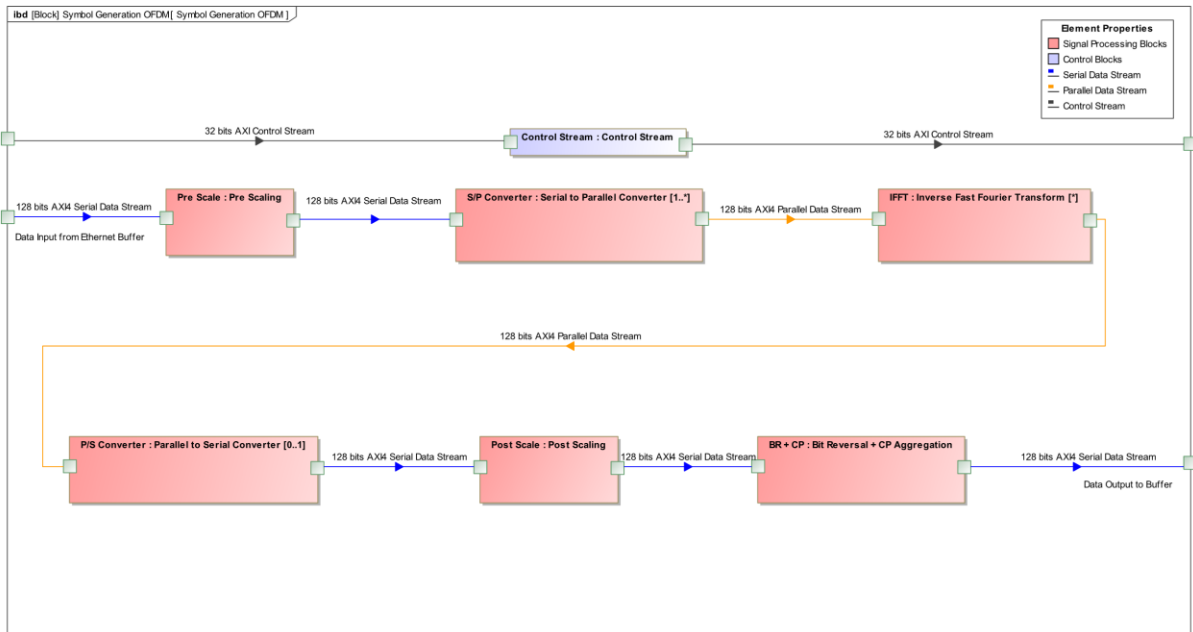 ibd [Block] Symbol Generation OFDM[ Symbol Generation OFDM ]
Element Properties
Signal Processing Blocks
Control Blocks
Serial Data Stream
Parallel Data Stream
Control Stream
32 bits AXI Control Stream
Control Stream : Control Stream
32 bits AXI Control Stream
128 bits AXI4 Serial Data Stream
Data Input from Ethernet Buffer
Pre Scale : Pre Scaling
128 bits AXI4 Serial Data Stream
S/P Converter : Serial to Parallel Converter [1..*]
128 bits AXI4 Parallel Data Stream
IFFT : Inverse Fast Fourier Transform [*]
128 bits AXI4 Parallel Data Stream
P/S Converter : Parallel to Serial Converter [0..1]
128 bits AXI4 Serial Data Stream
Post Scale : Post Scaling
128 bits AXI4 Serial Data Stream
BR + CP : Bit Reversal + CP Aggregation
128 bits AXI4 Serial Data Stream
Data Output to Buffer